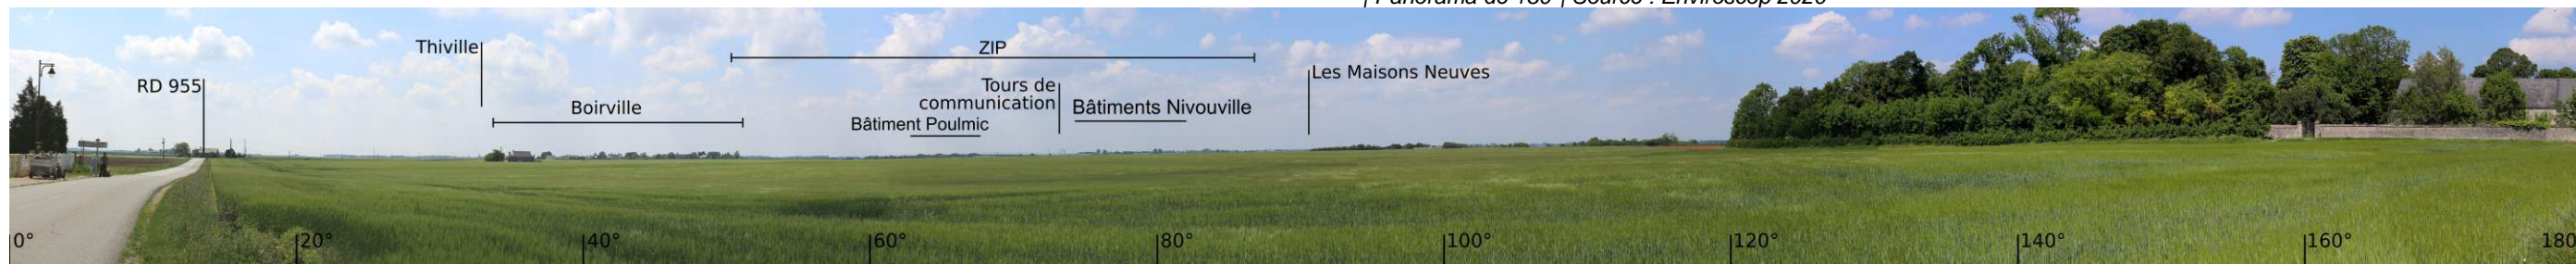 | Panorama de 180°| Source : Enviroscop 2020
ZIP
Thiville
Les Maisons Neuves
RD 955
Tours de
communication
Boirville
Bâtiments Nivouville
Bâtiment Poulmic
0° 20° 40° 60° 80° 100° 120° 140° 160° 180